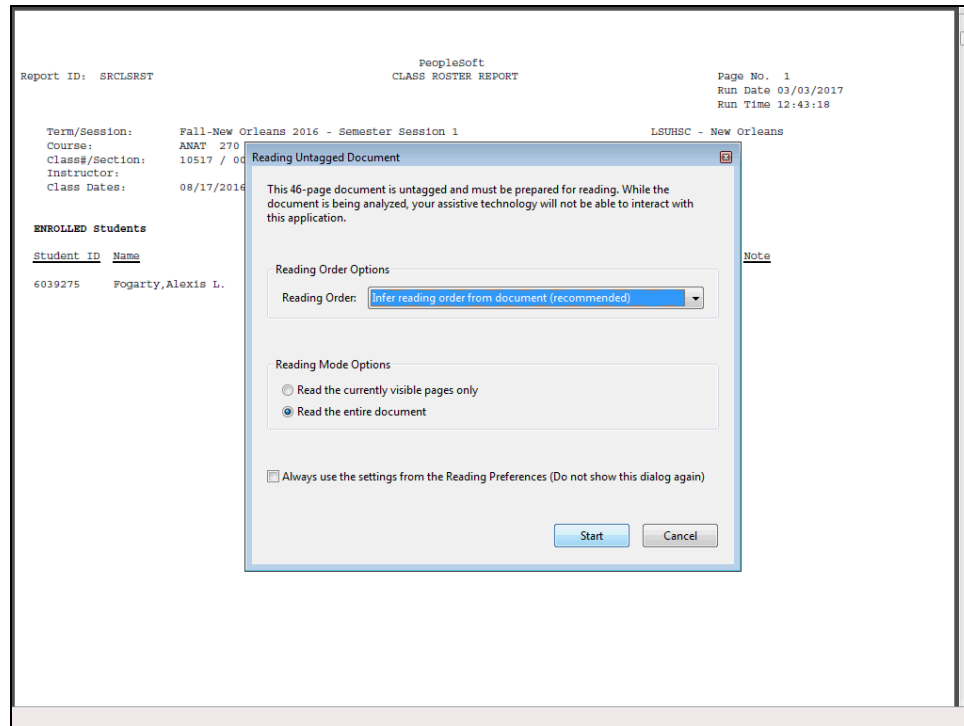 PeopleSoft
Report ID: SRCLSRST CLASS ROSTER REPORT Page No. 1
Run Date 03/03/2017
Run Time 12:43:18
Term/Session: Fall-New Orleans 2016 - Semester Session 1 LSUHSC - New Orleans
Course: ANAT 270
Class#/Section: 10517 / 00
Instructor:
Class Dates: 08/17/2016
ENROLLED Students
Student ID Name Note
6039275 Fogarty,Alexis L.
Reading Untagged Document
This 46-page document is untagged and must be prepared for reading. While the
document is being analyzed, your assistive technology will not be able to interact with
this application.
Reading Order Options
Reading Order: Infer reading order from document (recommended)
Reading Mode Options
Read the currently visible pages only
Read the entire document
Always use the settings from the Reading Preferences (Do not show this dialog again)
Start Cancel